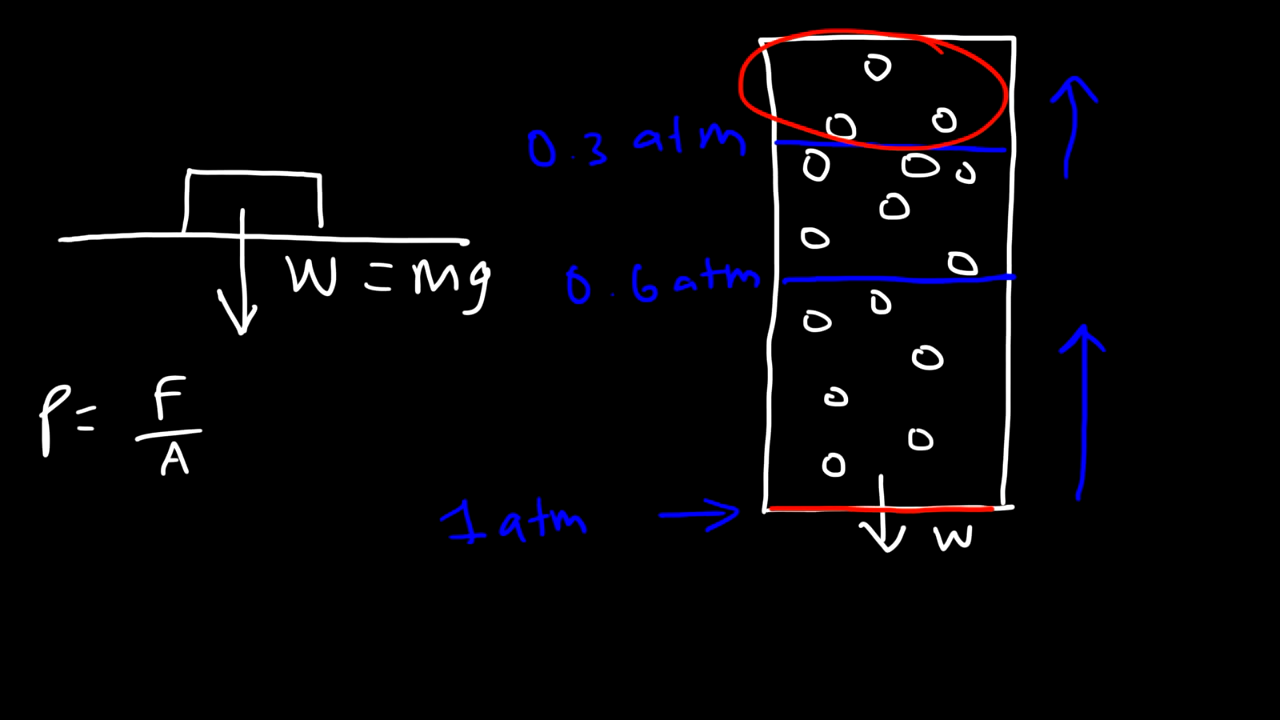 0.3 atm
W = mg
0.6 atm
P = F/A
1 atm →
W